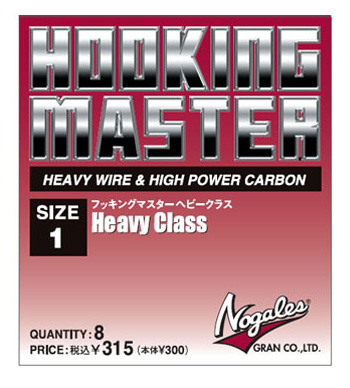 HOOKING
MASTER
HEAVY WIRE & HIGH POWER CARBON
SIZE
1
フッキングマスターヘビークラス
Heavy Class
Nogales®
GRAN CO.,LTD.
QUANTITY:8
PRICE:税込¥315(本体¥300)